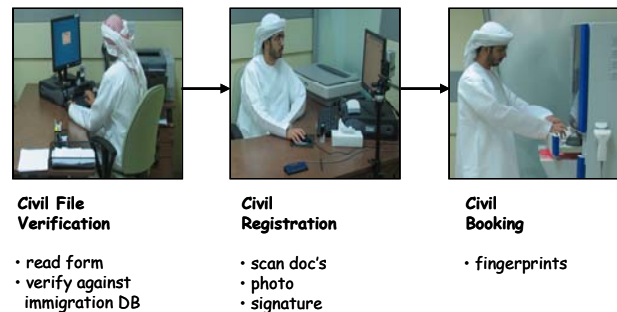 Civil File
Verification
• read form
• verify against
immigration DB
Civil
Registration
• scan doc's
• photo
• signature
Civil
Booking
• fingerprints